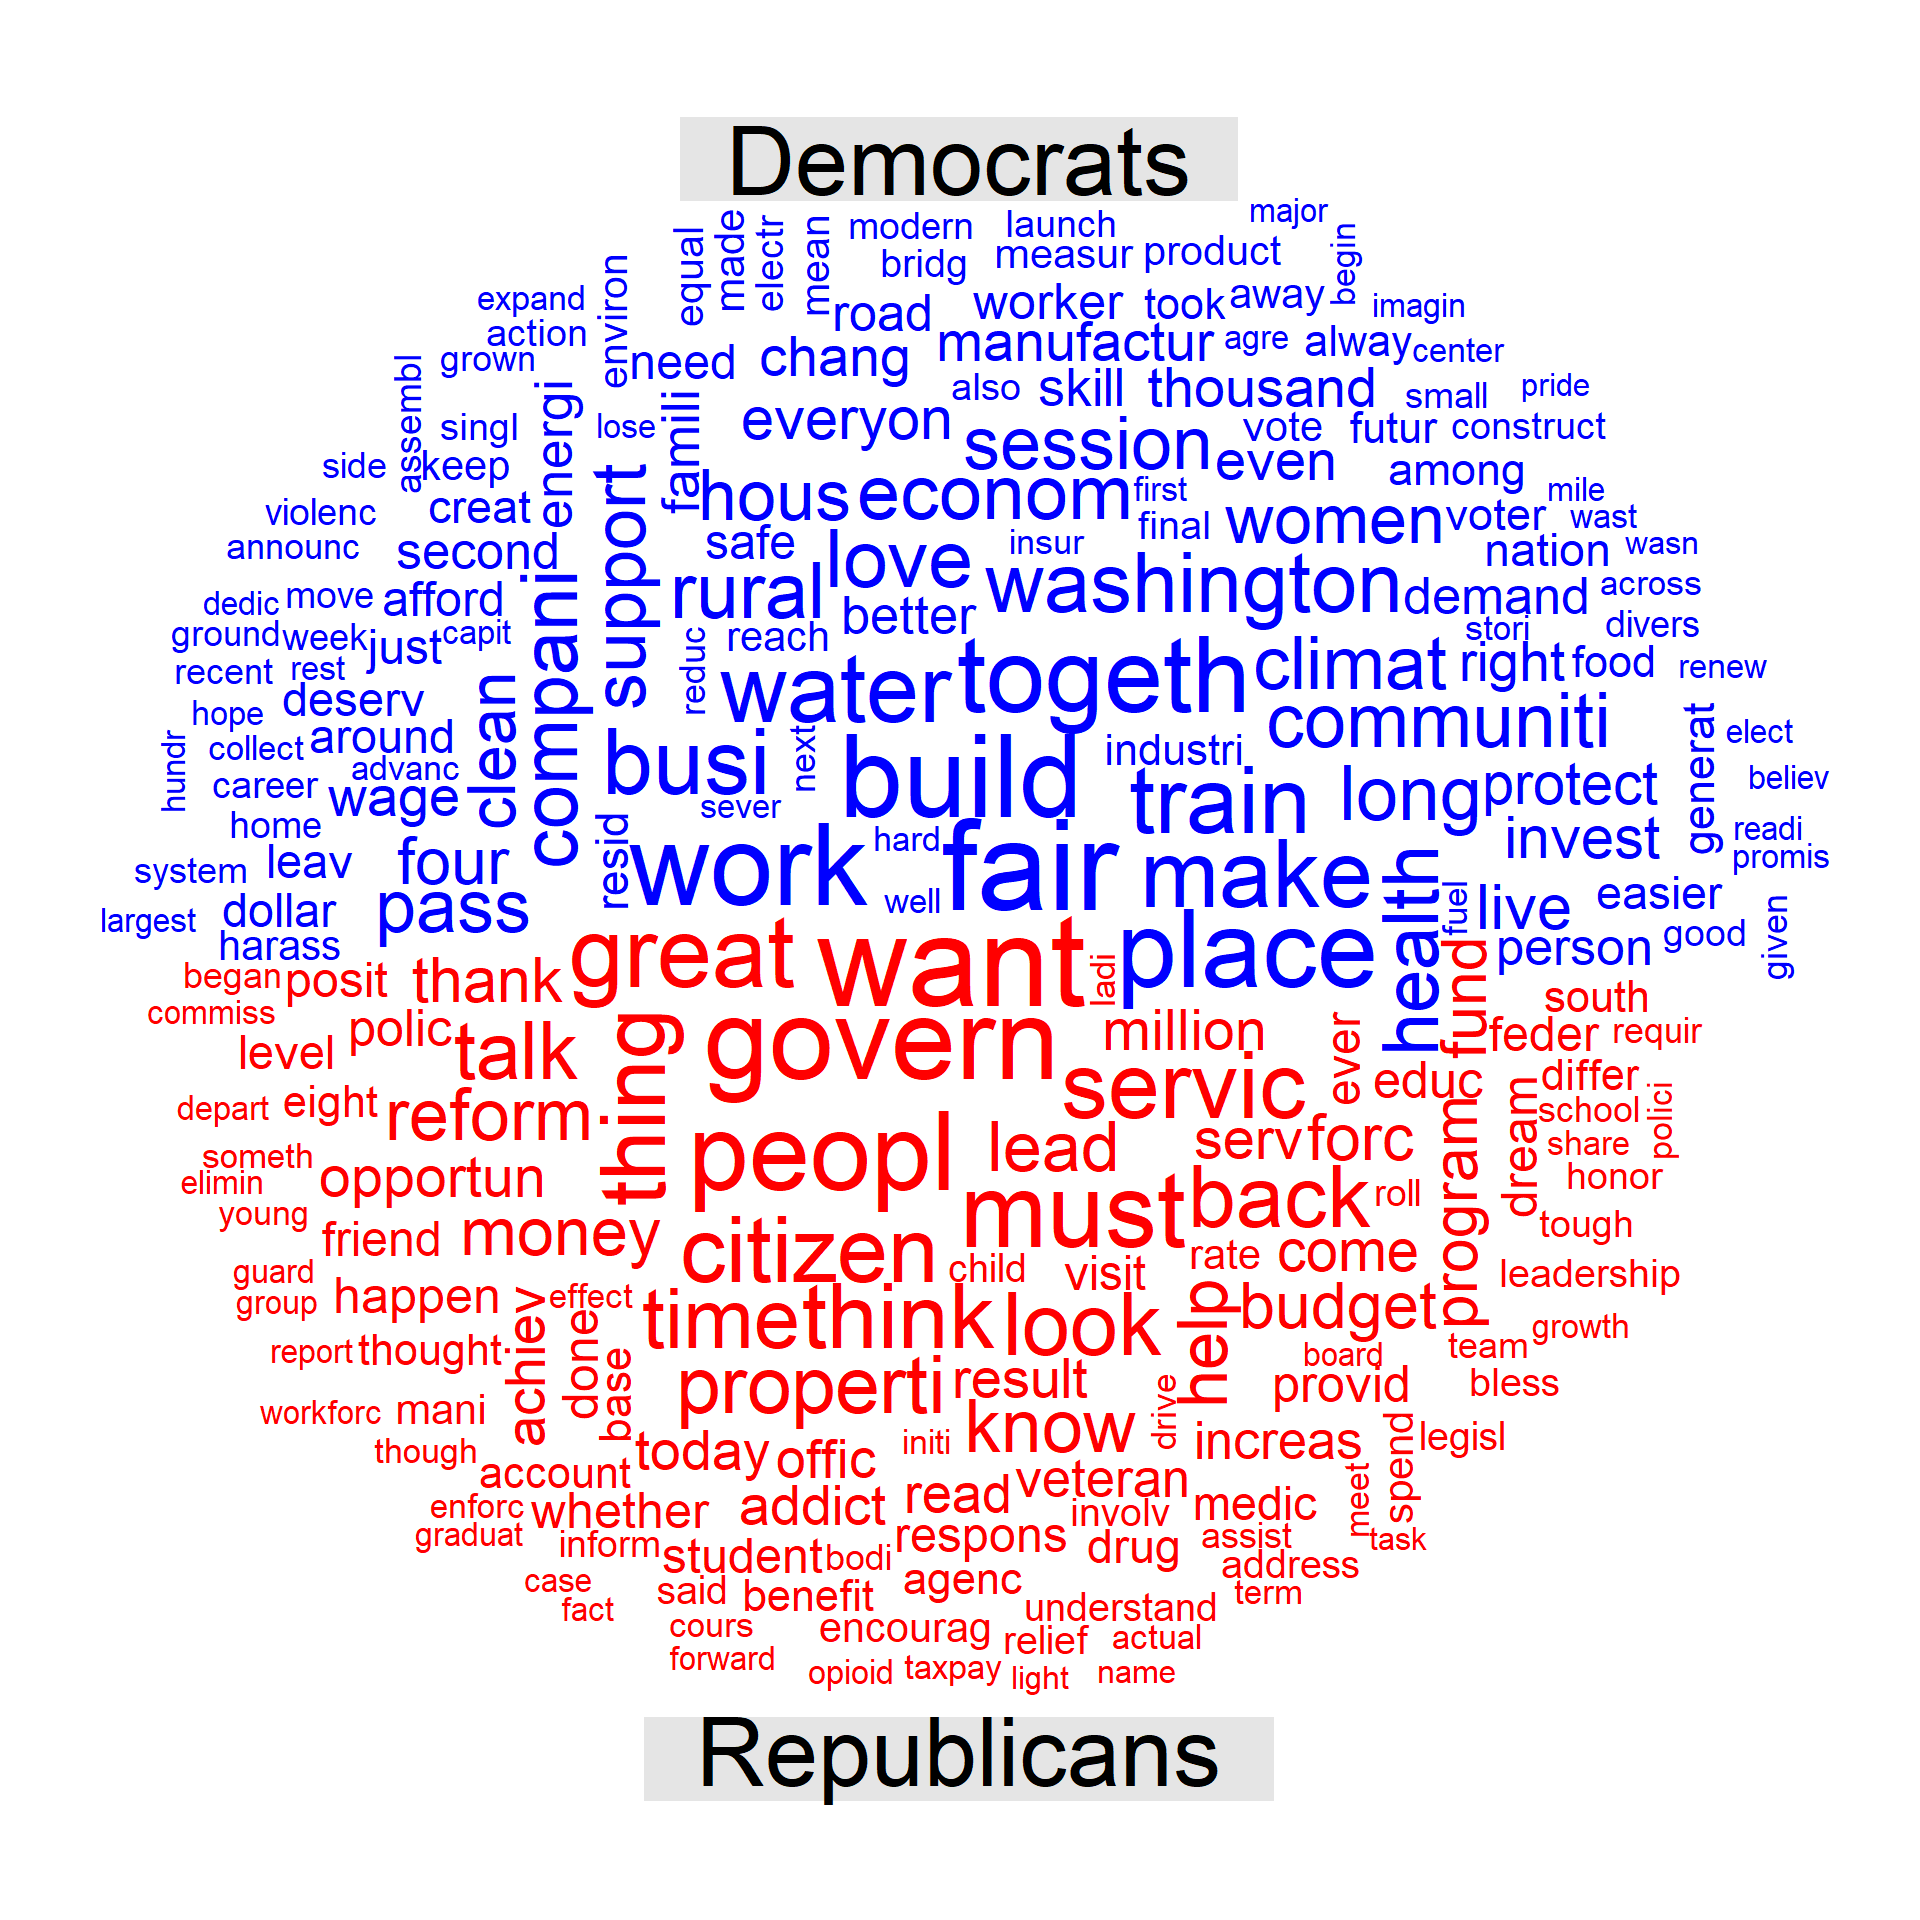 Democrats
major
modern launch
equal made electr mean bridg measur product begin
expand environ road worker took away imagin
action need chang manufactur agre alway center
grown
assembl energi famili also skill thousand small pride
singl lose everyon session vote futur construct
side keep support hous econom even among
violenc creat first women voter mile wast
announc second safe love insur final nation wasn
dedic move afford compani rural washington demand across
ground week just capit reduc reach better stori divers
recent rest clean water togeth climat right food renew
hope deserv communiti generat elect
hundr collect around busi next build industri
career advanc wage sever train long protect believ
home resid work hard fair make invest readi
system leav four health promis
largest dollar pass well place fuel live easier
harass person good given
began posit thank great want ladi fund south
commiss polic thing govern million ever feder requir
level talk servic educ differ
depart eight reform peopl lead serv forc program dream school polici
someth share
elimin opportun must back roll honor
young friend money citizen rate come tough
guard child visit leadership
group happen achiev effect time think look help budget growth
report thought done base properti result board team
workforc mani drive provid bless
though today offic initi know increas spend legisl
account veteran
enforc whether addict read involv medic meet
graduat inform student bodi respons drug assist task
case said benefit agenc address
fact understand term
cours encourag relief actual
forward opioid taxpay light name
Republicans